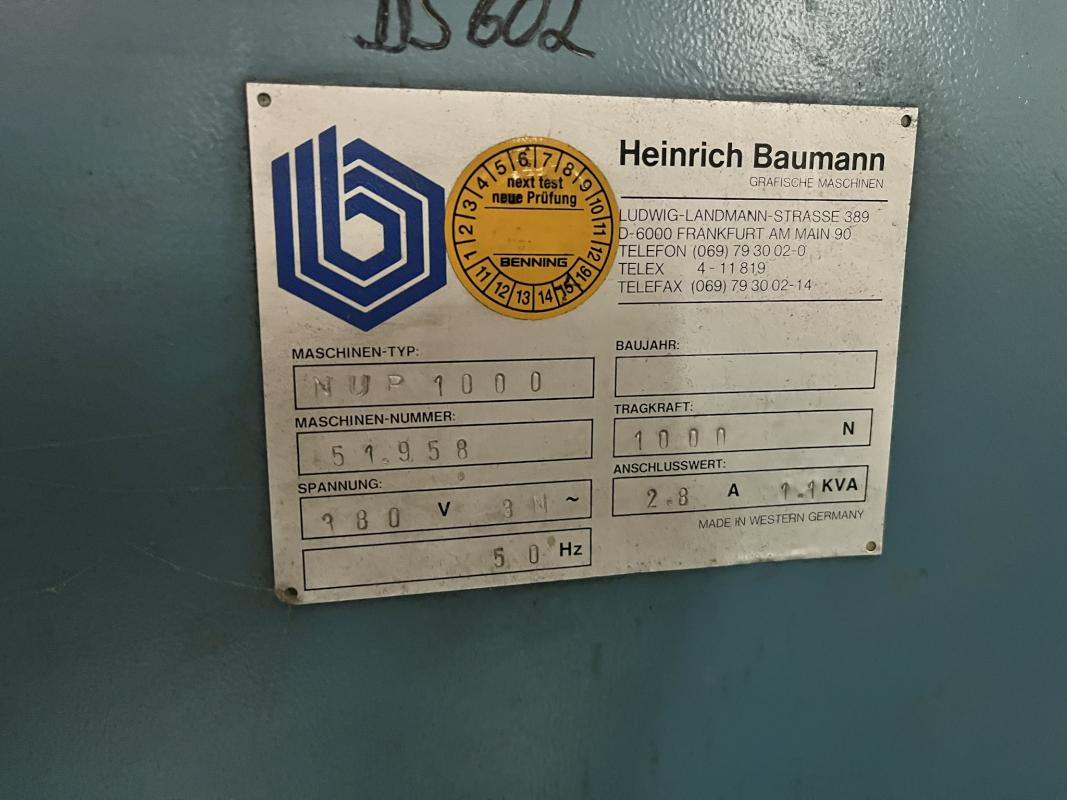 DS 602
Heinrich Baumann
GRAFISCHE MASCHINEN
LUDWIG-LANDMANN-STRASSE 389
D-6000 FRANKFURT AM MAIN 90
TELEFON (069) 79 30 02-0
TELEX 4-11 819
TELEFAX (069) 79 30 02-14
1 2 3 4 5 6 7 8 9 10 11 12
next test
neue Prüfung
BENNING
11 12 13 14 15 16
MASCHINEN-TYP:
NUP 1000
MASCHINEN-NUMMER:
51.958
SPANNUNG:
380 V 3N ~
50 Hz
BAUJAHR:
TRAGKRAFT:
1000 N
ANSCHLUSSWERT:
2.8 A 1.1 KVA
MADE IN WESTERN GERMANY